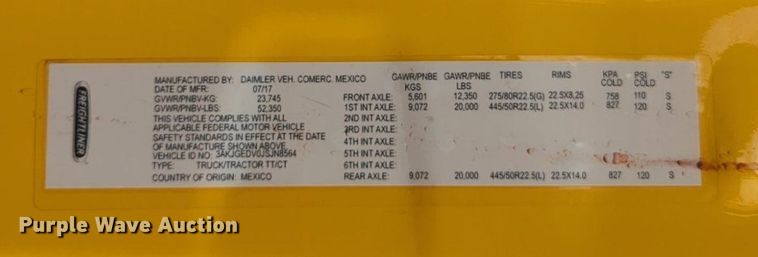 FREIGHTLINER
MANUFACTURED BY: DAIMLER VEH. COMERC. MEXICO
DATE OF MFR: 07/17
GVWR/PNBV-KG: 23,745
GVWR/PNBV-LBS: 52,350
THIS VEHICLE COMPLIES WITH ALL
APPLICABLE FEDERAL MOTOR VEHICLE
SAFETY STANDARDS IN EFFECT AT THE DATE
OF MANUFACTURE SHOWN ABOVE.
VEHICLE ID NO. 3AKJGEDV0JSJN8564
TYPE: TRUCK/TRACTOR TT/CT
COUNTRY OF ORIGIN: MEXICO
GAWR/PNBE GAWR/PNBE TIRES RIMS KPA PSI "S"
KGS LBS COLD COLD
FRONT AXLE: 5,601 12,350 275/80R22.5(G) 22.5X8.25 758 110 S
1ST INT AXLE: 9,072 20,000 445/50R22.5(L) 22.5X14.0 827 120 S
2ND INT AXLE:
3RD INT AXLE:
4TH INT AXLE:
5TH INT AXLE:
6TH INT AXLE:
REAR AXLE: 9,072 20,000 445/50R22.5(L) 22.5X14.0 827 120 S
Purple Wave Auction